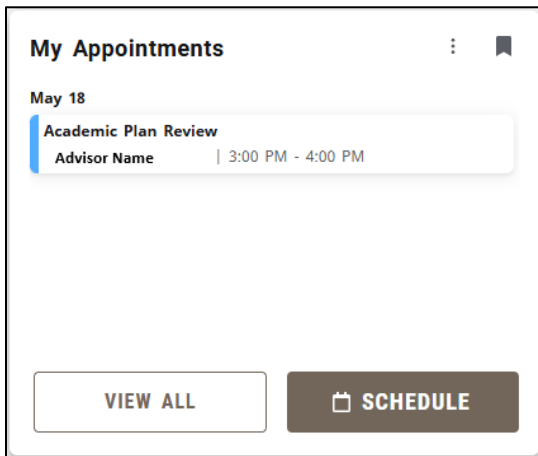 My Appointments
May 18
Academic Plan Review
Advisor Name | 3:00 PM - 4:00 PM
VIEW ALL
SCHEDULE